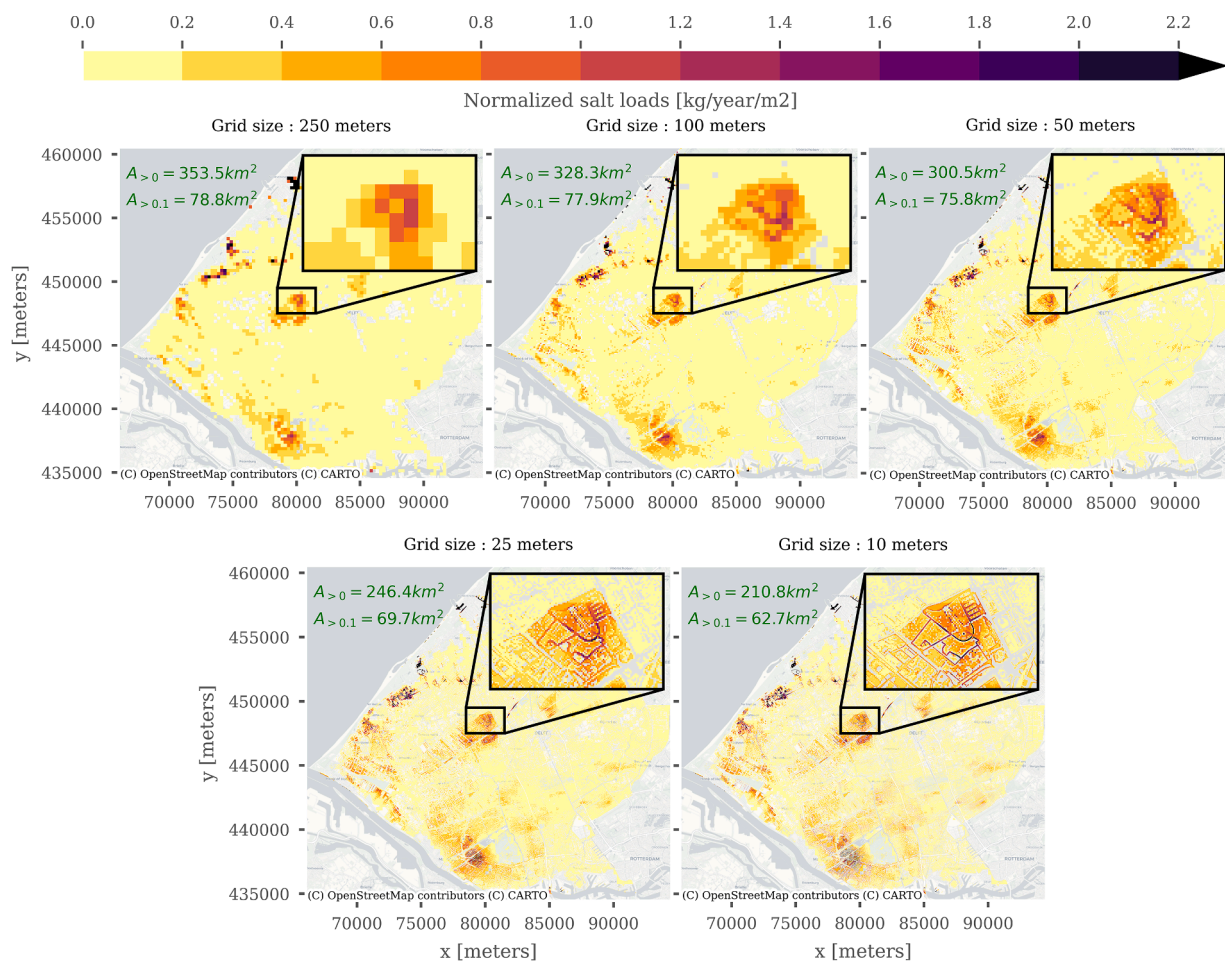 0.0 0.2 0.4 0.6 0.8 1.0 1.2 1.4 1.6 1.8 2.0 2.2
Normalized salt loads [kg/year/m2]
Grid size : 250 meters
Grid size : 100 meters
Grid size : 50 meters
460000
455000
450000
445000
440000
435000
y [meters]
A>0 = 353.5km²
A>0.1 = 78.8km²
ROTTERDAM
(C) OpenStreetMap contributors (C) CARTO
70000 75000 80000 85000 90000
A>0 = 328.3km²
A>0.1 = 77.9km²
ROTTERDAM
(C) OpenStreetMap contributors (C) CARTO
70000 75000 80000 85000 90000
A>0 = 300.5km²
A>0.1 = 75.8km²
ROTTERDAM
(C) OpenStreetMap contributors (C) CARTO
70000 75000 80000 85000 90000
Grid size : 25 meters
Grid size : 10 meters
460000
455000
450000
445000
440000
435000
y [meters]
A>0 = 246.4km²
A>0.1 = 69.7km²
DELFT
ROTTERDAM
(C) OpenStreetMap contributors (C) CARTO
70000 75000 80000 85000 90000
x [meters]
A>0 = 210.8km²
A>0.1 = 62.7km²
DELFT
ROTTERDAM
(C) OpenStreetMap contributors (C) CARTO
70000 75000 80000 85000 90000
x [meters]